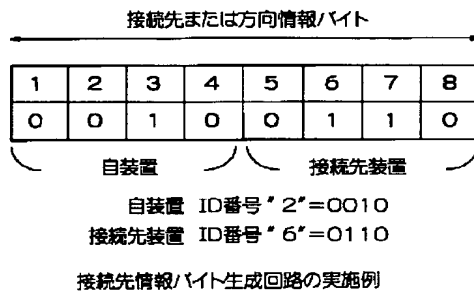 接続先または方向情報バイト
1 2 3 4 5 6 7 8
0 0 1 0 0 1 1 0
自装置 接続先装置
自装置 ID番号〝2〞=0010
接続先装置 ID番号〝6〞=0110
接続先情報バイト生成回路の実施例